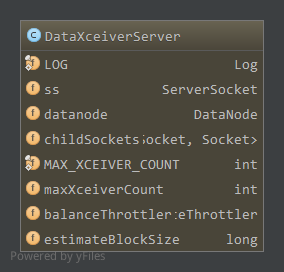 DataXceiverServer
LOG Log
ss ServerSocket
datanode DataNode
childSockets:Socket, Socket>
MAX_XCEIVER_COUNT int
maxXceiverCount int
balanceThrottler:eThrottler
estimateBlockSize long
Powered by yFiles